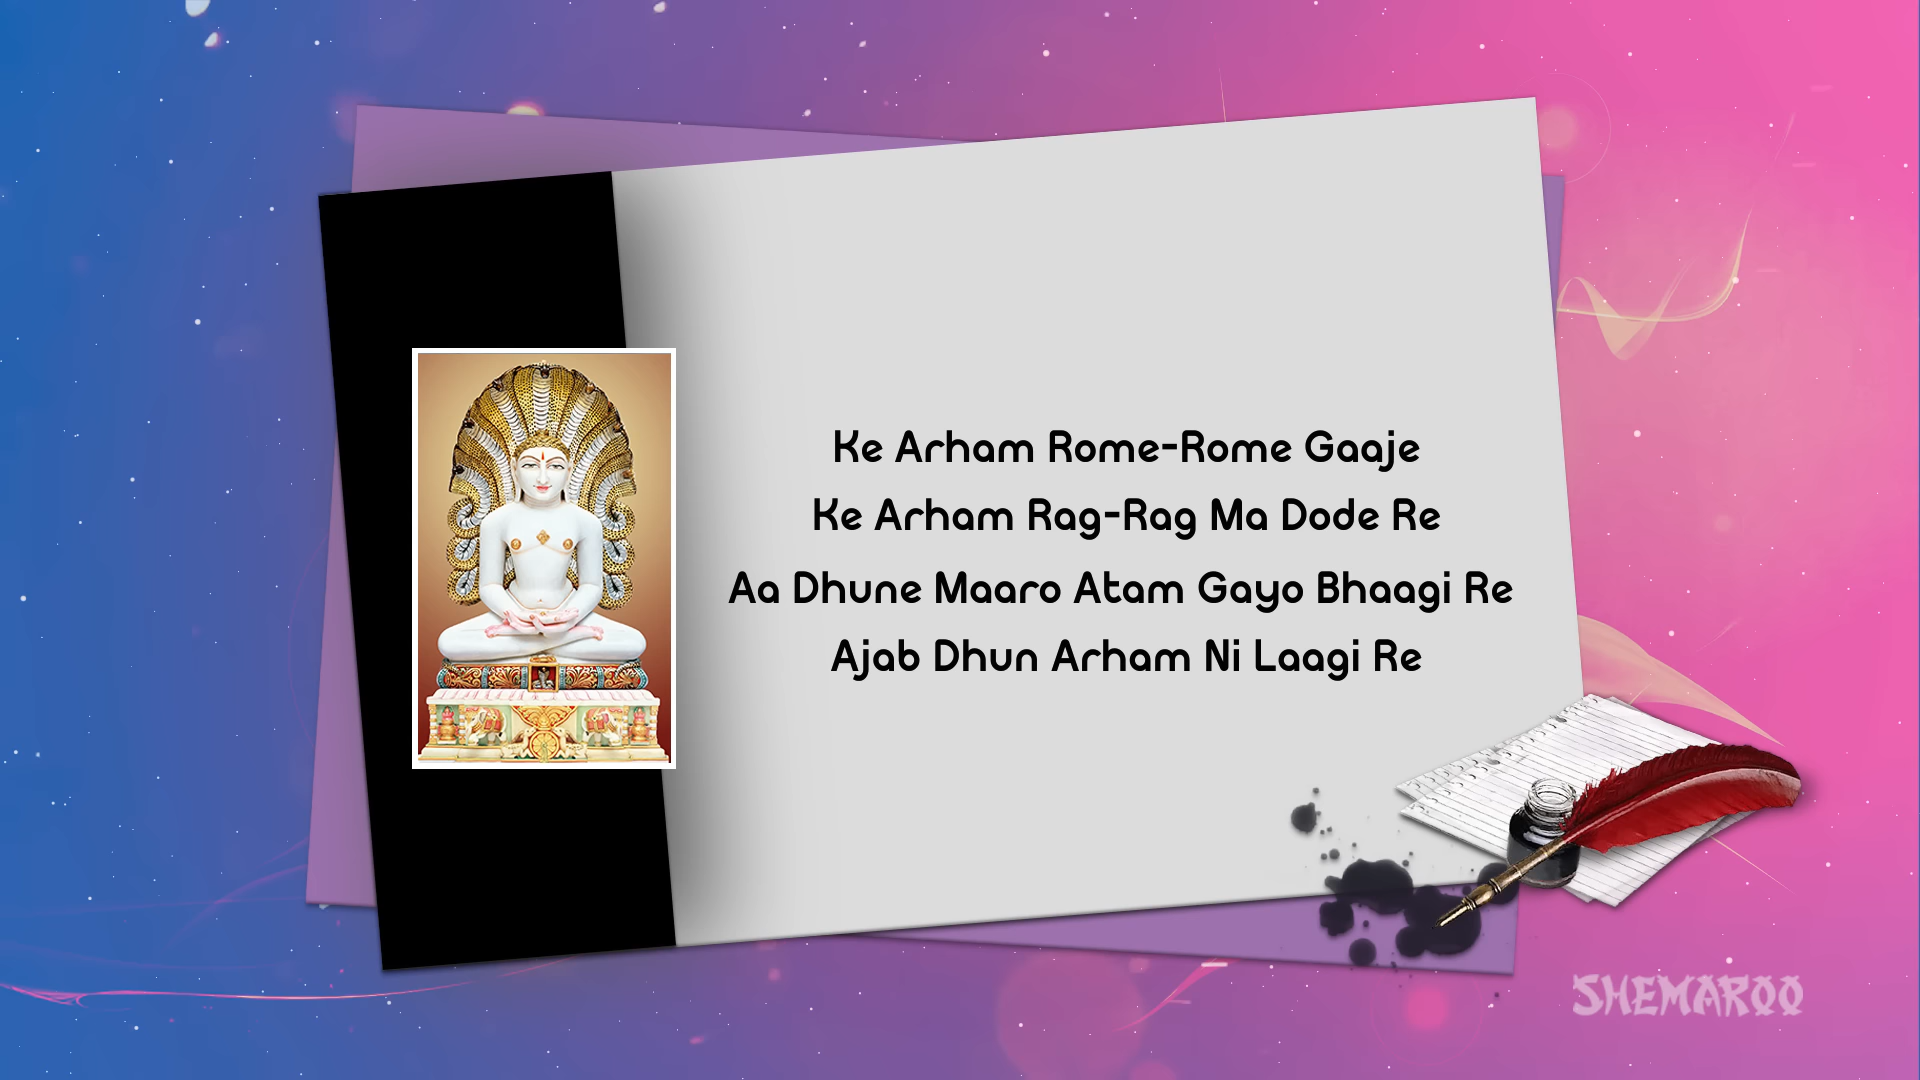 Ke Arham Rome-Rome Gaaje
Ke Arham Rag-Rag Ma Dode Re
Aa Dhune Maaro Atam Gayo Bhaagi Re
Ajab Dhun Arham Ni Laagi Re
SHEMAROO